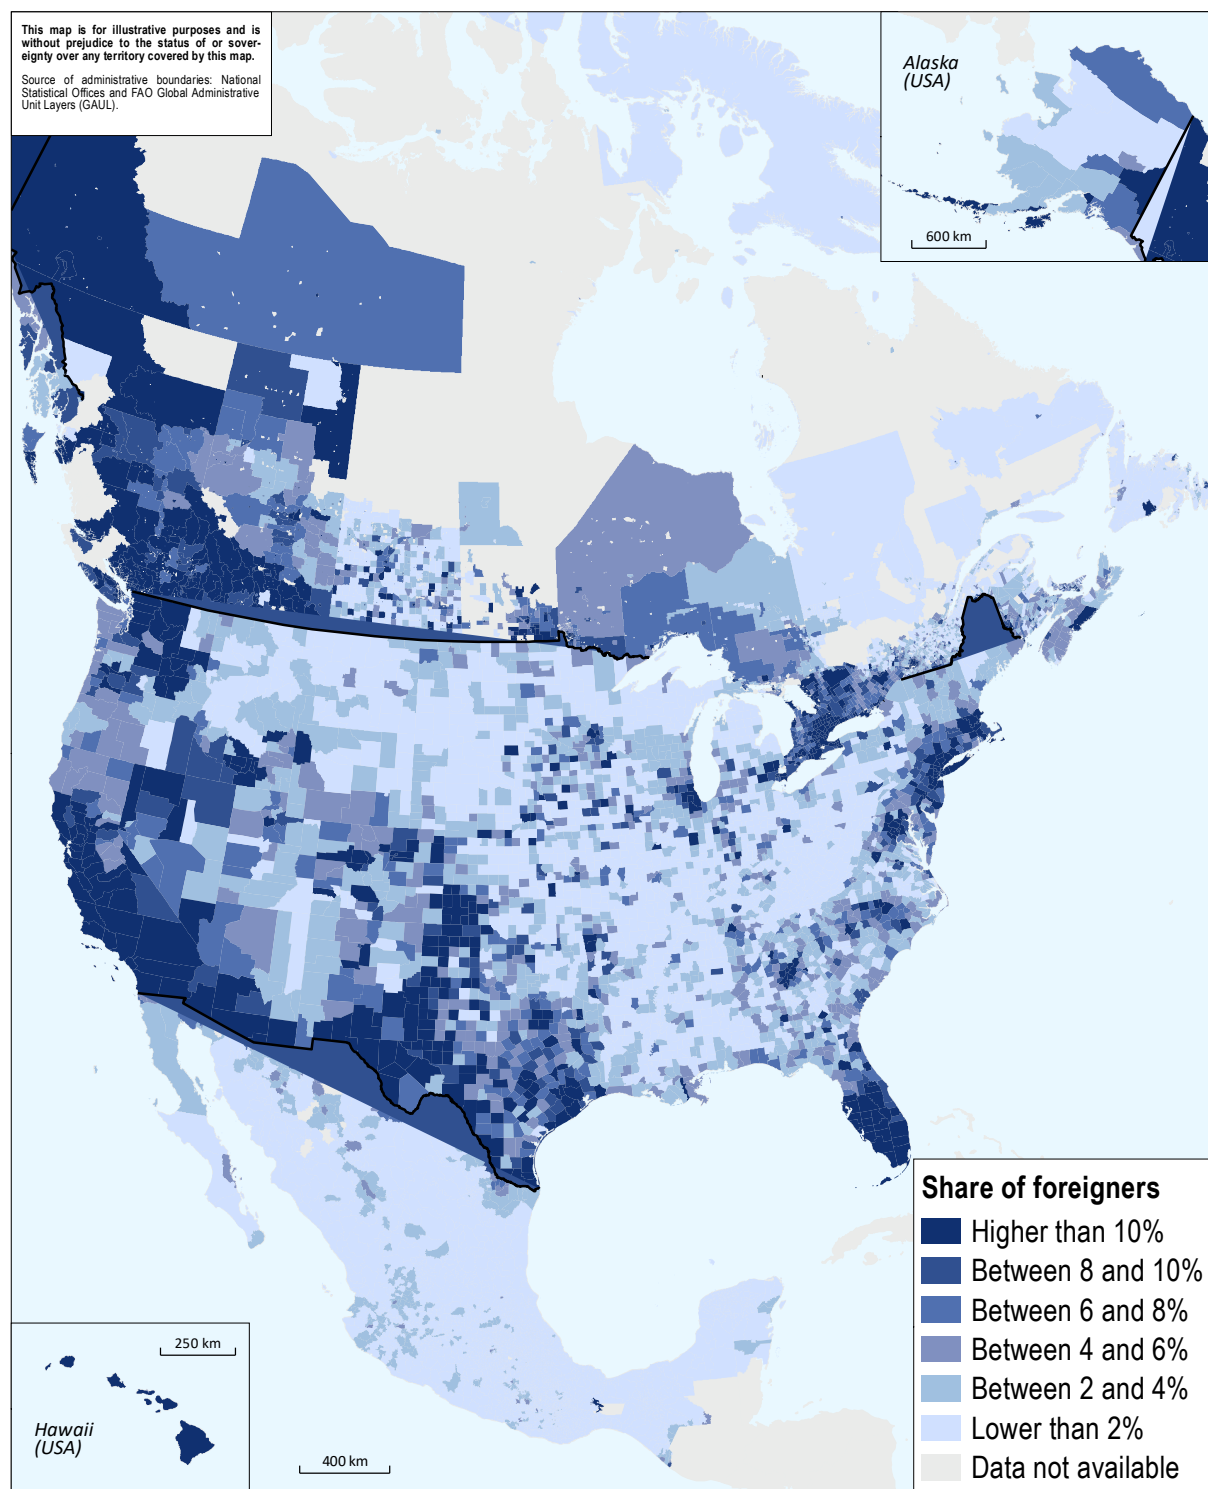 This map is for illustrative purposes and is
without prejudice to the status of or sover-
eignty over any territory covered by this map.
Source of administrative boundaries: National
Statistical Offices and FAO Global Administrative
Unit Layers (GAUL).
Alaska
(USA)
600 km
Share of foreigners
Higher than 10%
Between 8 and 10%
Between 6 and 8%
Between 4 and 6%
Between 2 and 4%
Lower than 2%
Data not available
250 km
Hawaii
(USA)
400 km